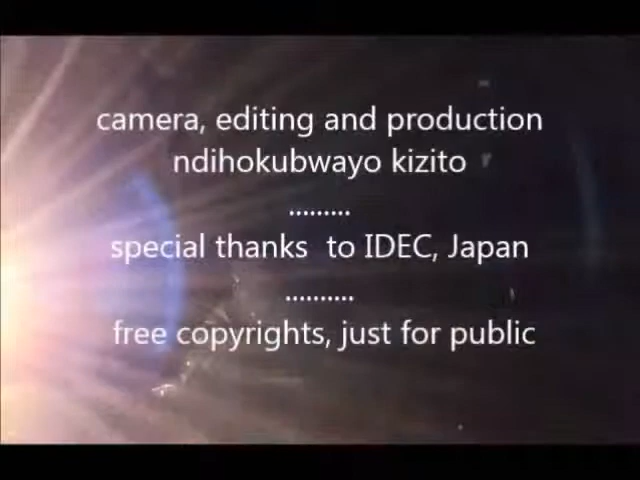 camera, editing and production
ndihokubwayo kizito
.........
special thanks  to IDEC, Japan
..........
free copyrights, just for public